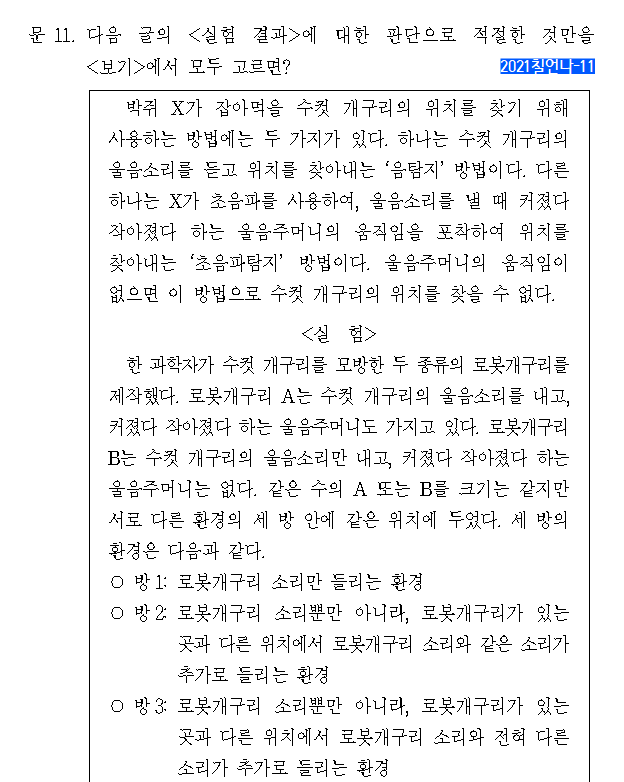 문 11. 다음 글의 <실험 결과>에 대한 판단으로 적절한 것만을
<보기>에서 모두 고르면?
2021칠언나-11
박쥐 X가 잡아먹을 수컷 개구리의 위치를 찾기 위해
사용하는 방법에는 두 가지가 있다. 하나는 수컷 개구리의
울음소리를 듣고 위치를 찾아내는 ‘음탐지’ 방법이다. 다른
하나는 X가 초음파를 사용하여, 울음소리를 낼 때 커졌다
작아졌다 하는 울음주머니의 움직임을 포착하여 위치를
찾아내는 ‘초음파탐지’ 방법이다. 울음주머니의 움직임이
없으면 이 방법으로 수컷 개구리의 위치를 찾을 수 없다.
<실 험>
한 과학자가 수컷 개구리를 모방한 두 종류의 로봇개구리를
제작했다. 로봇개구리 A는 수컷 개구리의 울음소리를 내고,
커졌다 작아졌다 하는 울음주머니도 가지고 있다. 로봇개구리
B는 수컷 개구리의 울음소리만 내고, 커졌다 작아졌다 하는
울음주머니는 없다. 같은 수의 A 또는 B를 크기는 같지만
서로 다른 환경의 세 방 안에 같은 위치에 두었다. 세 방의
환경은 다음과 같다.
○ 방 1: 로봇개구리 소리만 들리는 환경
○ 방 2: 로봇개구리 소리뿐만 아니라, 로봇개구리가 있는
곳과 다른 위치에서 로봇개구리 소리와 같은 소리가
추가로 들리는 환경
○ 방 3: 로봇개구리 소리뿐만 아니라, 로봇개구리가 있는
곳과 다른 위치에서 로봇개구리 소리와 전혀 다른
소리가 추가로 들리는 환경